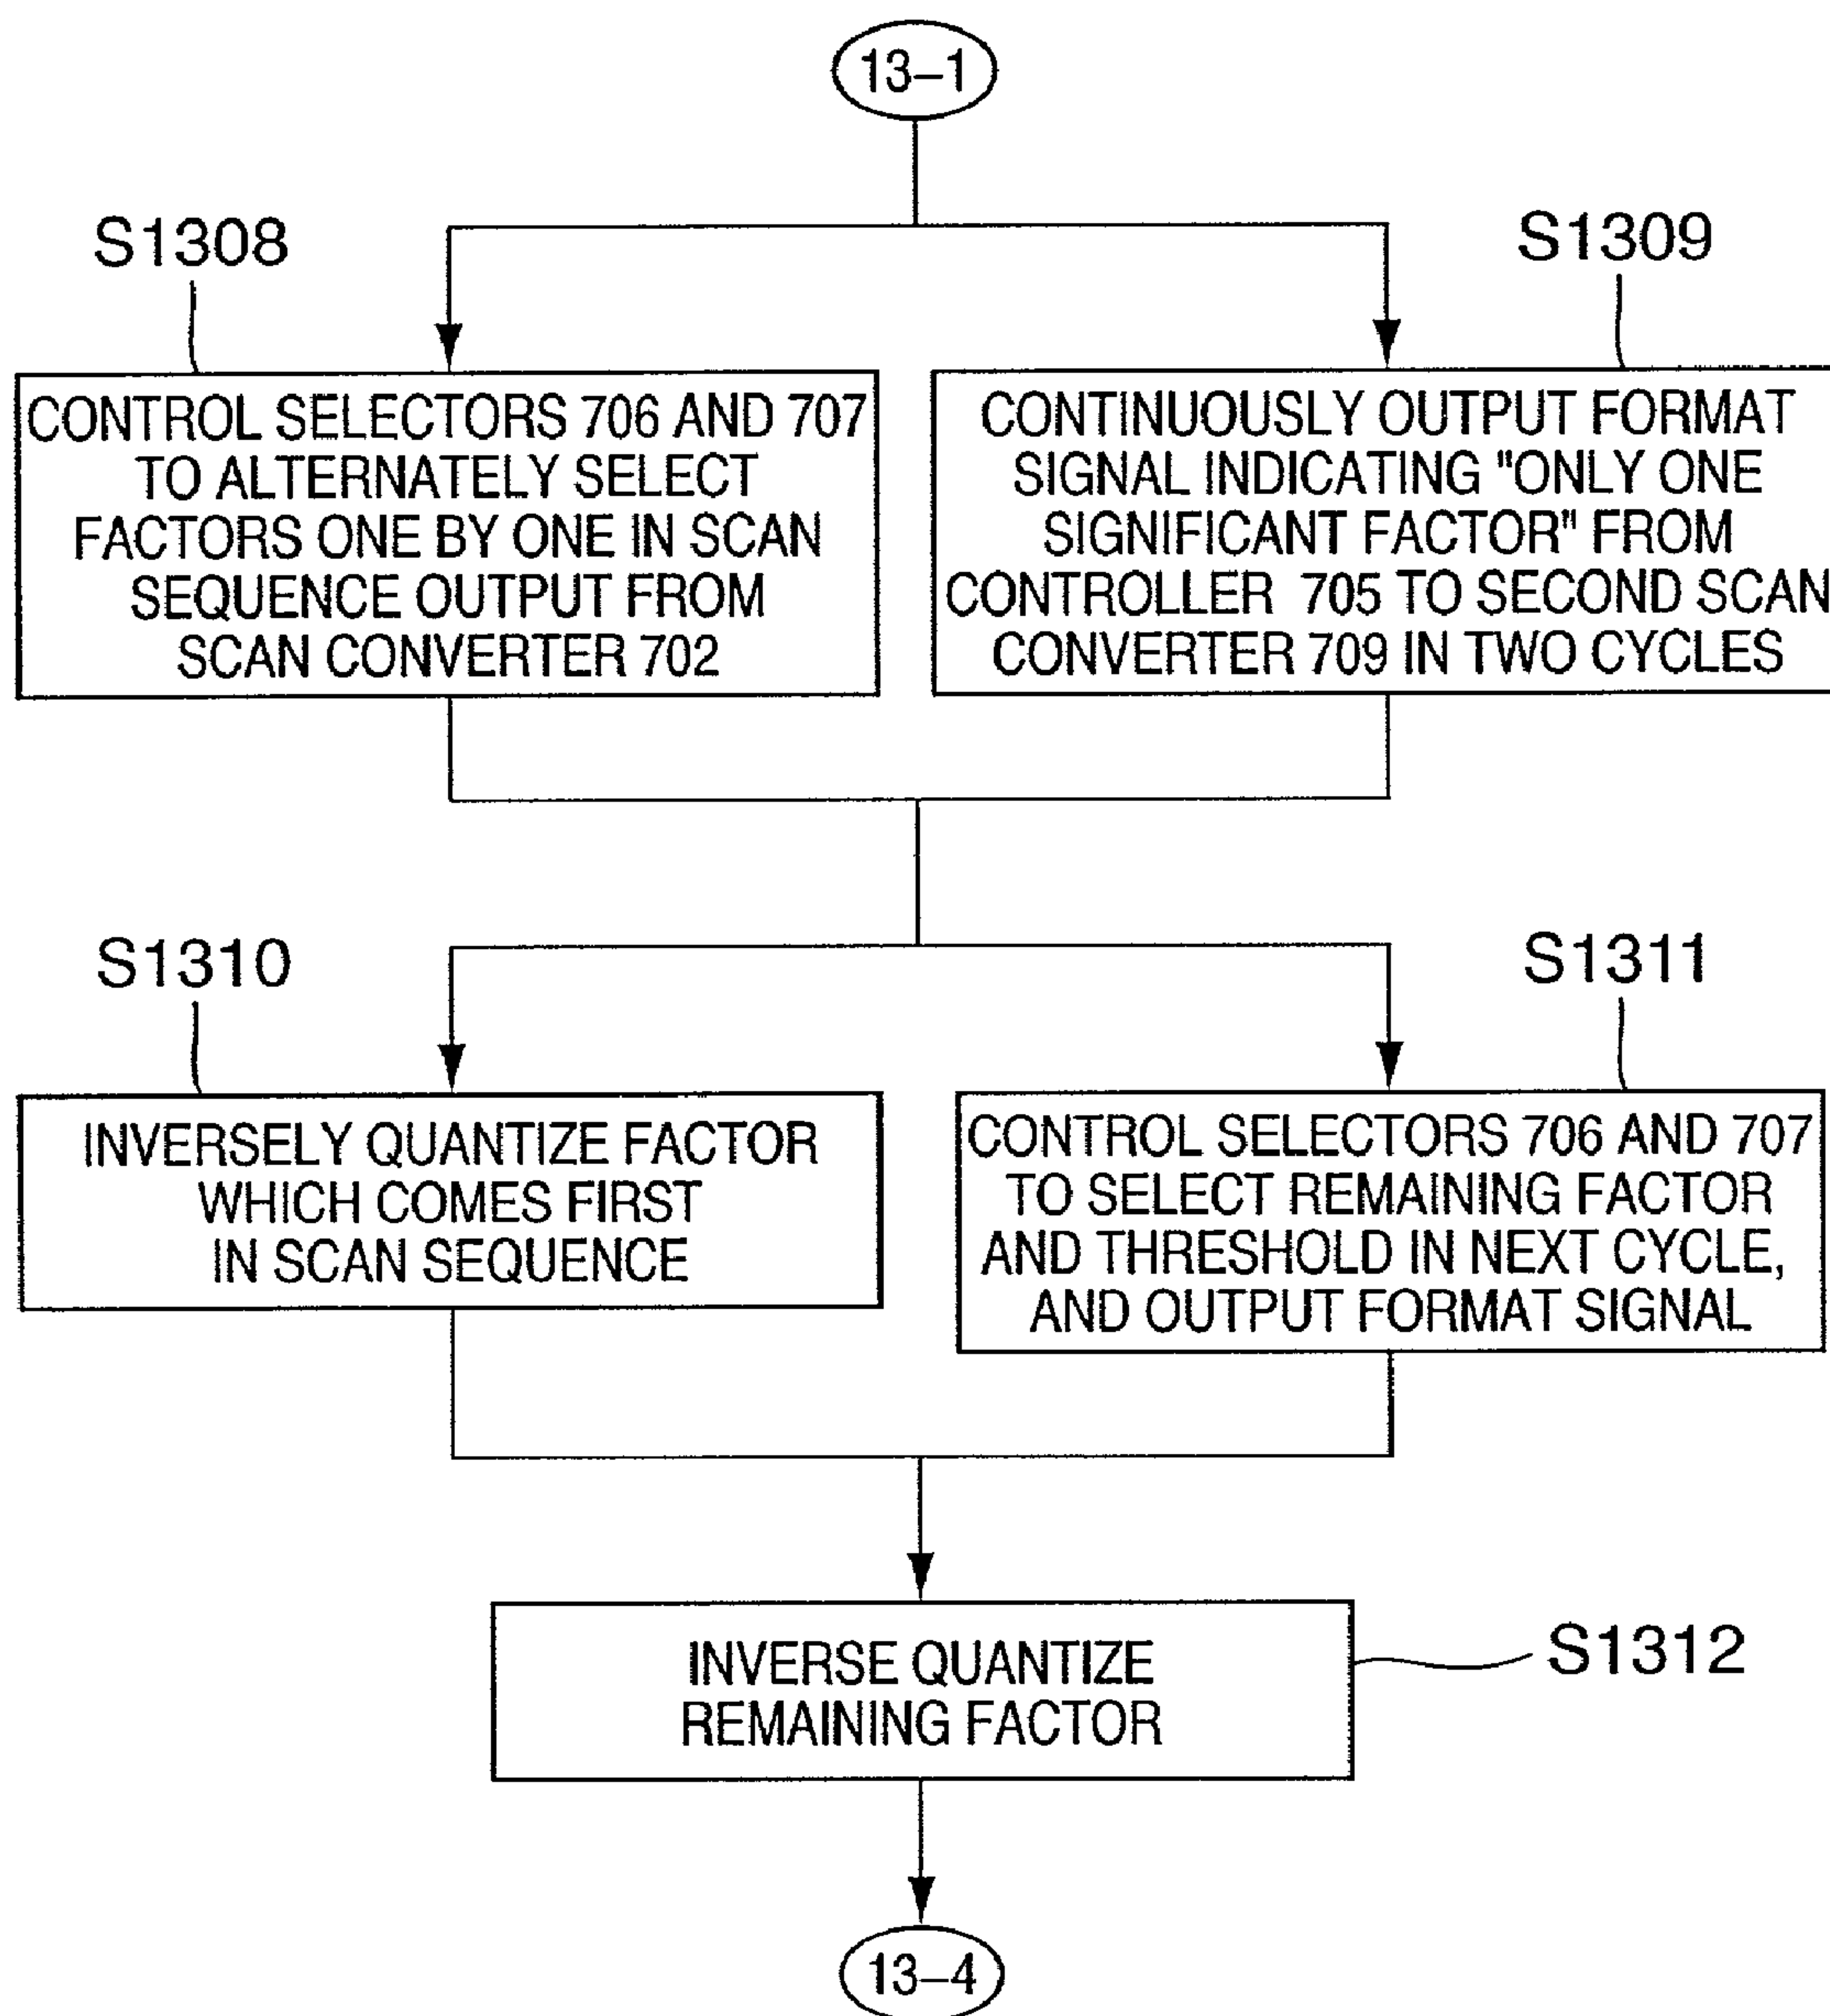 13–1
S1308
CONTROL SELECTORS 706 AND 707
TO ALTERNATELY SELECT
FACTORS ONE BY ONE IN SCAN
SEQUENCE OUTPUT FROM
SCAN CONVERTER 702
S1309
CONTINUOUSLY OUTPUT FORMAT
SIGNAL INDICATING "ONLY ONE
SIGNIFICANT FACTOR" FROM
CONTROLLER 705 TO SECOND SCAN
CONVERTER 709 IN TWO CYCLES
S1310
INVERSELY QUANTIZE FACTOR
WHICH COMES FIRST
IN SCAN SEQUENCE
S1311
CONTROL SELECTORS 706 AND 707
TO SELECT REMAINING FACTOR
AND THRESHOLD IN NEXT CYCLE,
AND OUTPUT FORMAT SIGNAL
INVERSE QUANTIZE
REMAINING FACTOR
S1312
13–4